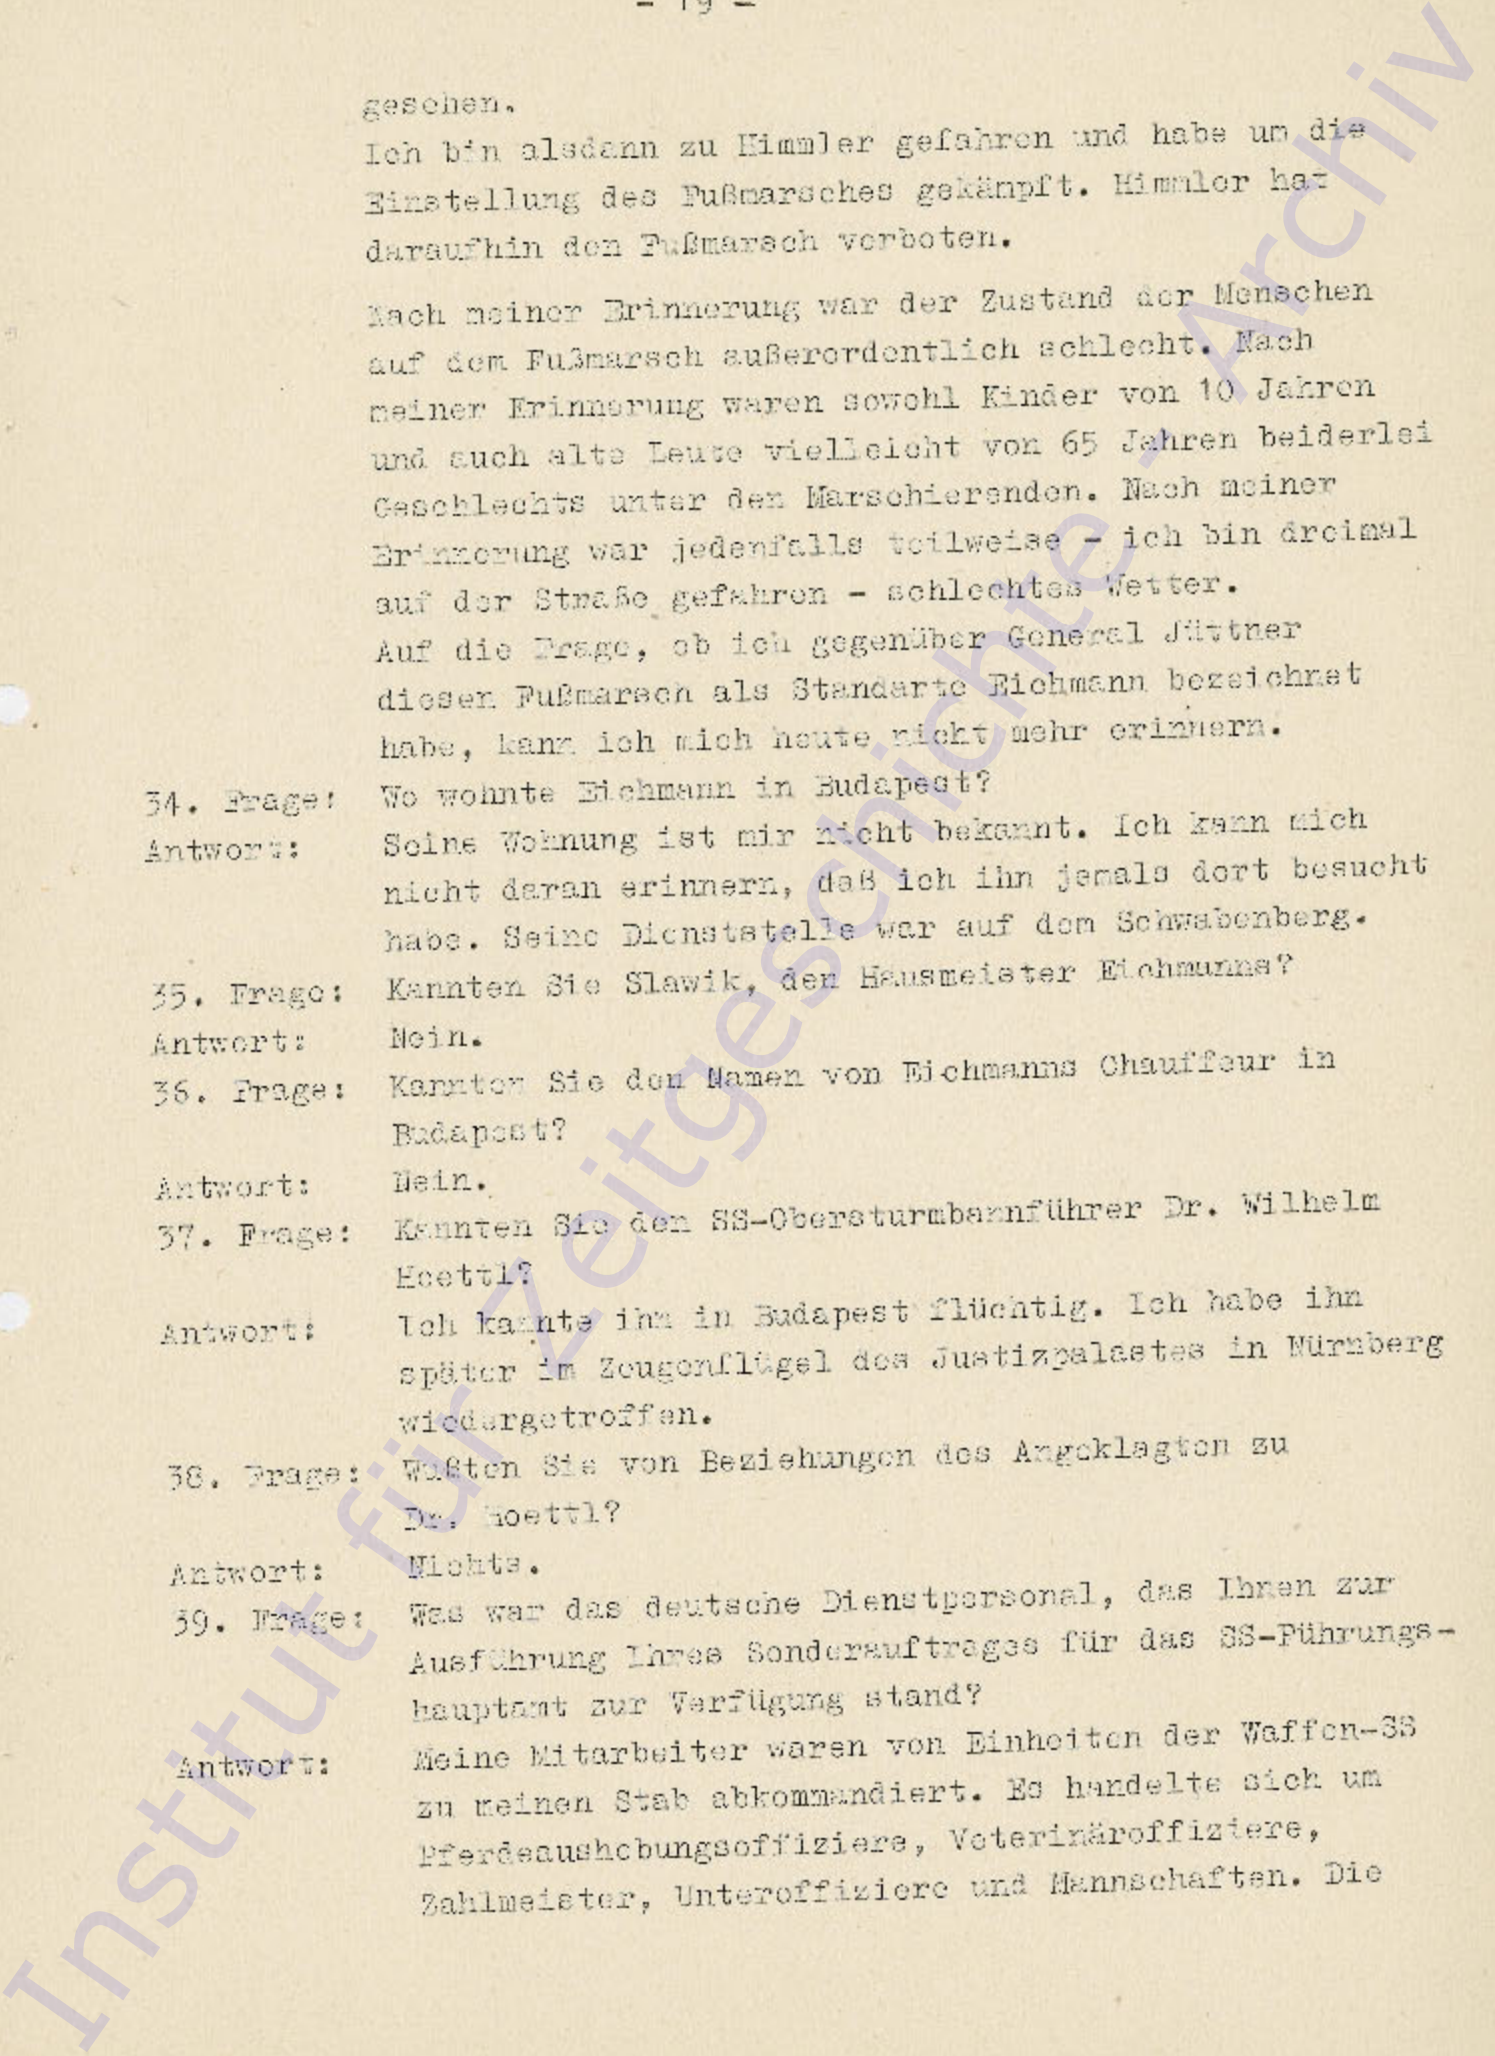 - 19 -
gesehen.
Ich bin alsdann zu Himmler gefahren und habe um die
Einstellung des Fußmarsches gekämpft. Himmler hat
daraufhin den Fußmarsch verboten.
Nach meiner Erinnerung war der Zustand der Menschen
auf dem Fußmarsch außerordentlich schlecht. Nach
meiner Erinnerung waren sowohl Kinder von 10 Jahren
und auch alte Leute vielleicht von 65 Jahren beiderlei
Geschlechts unter den Marschierenden. Nach meiner
Erinnerung war jedenfalls teilweise - ich bin dreimal
auf der Straße gefahren - schlechtes Wetter.
Auf die Frage, ob ich gegenüber General Jüttner
diesen Fußmarsch als Standarte Eichmann bezeichnet
habe, kann ich mich heute nicht mehr erinnern.
34. Frage: Wo wohnte Eichmann in Budapest?
Antwort: Seine Wohnung ist mir nicht bekannt. Ich kann mich
nicht daran erinnern, daß ich ihn jemals dort besucht
habe. Seine Dienststelle war auf dem Schwabenberg.
35. Frage: Kannten Sie Slawik, den Hausmeister Eichmanns?
Antwort: Nein.
36. Frage: Kannten Sie den Namen von Eichmanns Chauffeur in
Budapest?
Antwort: Nein.
37. Frage: Kannten Sie den SS-Obersturmbannführer Dr. Wilhelm
Hoettl?
Antwort: Ich kannte ihn in Budapest flüchtig. Ich habe ihn
später im Zeugenflügel des Justizpalastes in Nürnberg
wiedergetroffen.
38. Frage: Wußten Sie von Beziehungen des Angeklagten zu
Dr. Hoettl?
Antwort: Nichts.
39. Frage: Was war das deutsche Dienstpersonal, das Ihnen zur
Ausführung Ihres Sonderauftrages für das SS-Führungs-
hauptamt zur Verfügung stand?
Antwort: Meine Mitarbeiter waren von Einheiten der Waffen-SS
zu meinen Stab abkommandiert. Es handelte sich um
Pferdeaushebungsoffiziere, Veterinäroffiziere,
Zahlmeister, Unteroffiziere und Mannschaften. Die
Institut für Zeitgeschichte - Archiv